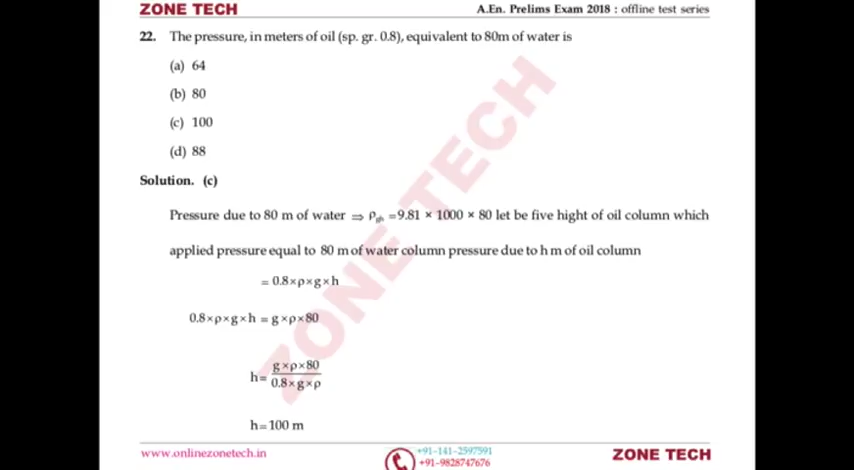 ZONE TECH A.En. Prelims Exam 2018 : offline test series
22. The pressure, in meters of oil (sp. gr. 0.8), equivalent to 80m of water is
(a) 64
(b) 80
(c) 100
(d) 88
Solution. (c)
Pressure due to 80 m of water ⇒ ρgh =9.81 × 1000 × 80 let be five hight of oil column which
applied pressure equal to 80 m of water column pressure due to h m of oil column
= 0.8×ρ×g×h
0.8×ρ×g×h = g×ρ×80
h= g×ρ×80 / 0.8×g×ρ
h=100 m
ZONE TECH
www.onlinezonetech.in +91-141-2597591
+91-9828747676 ZONE TECH